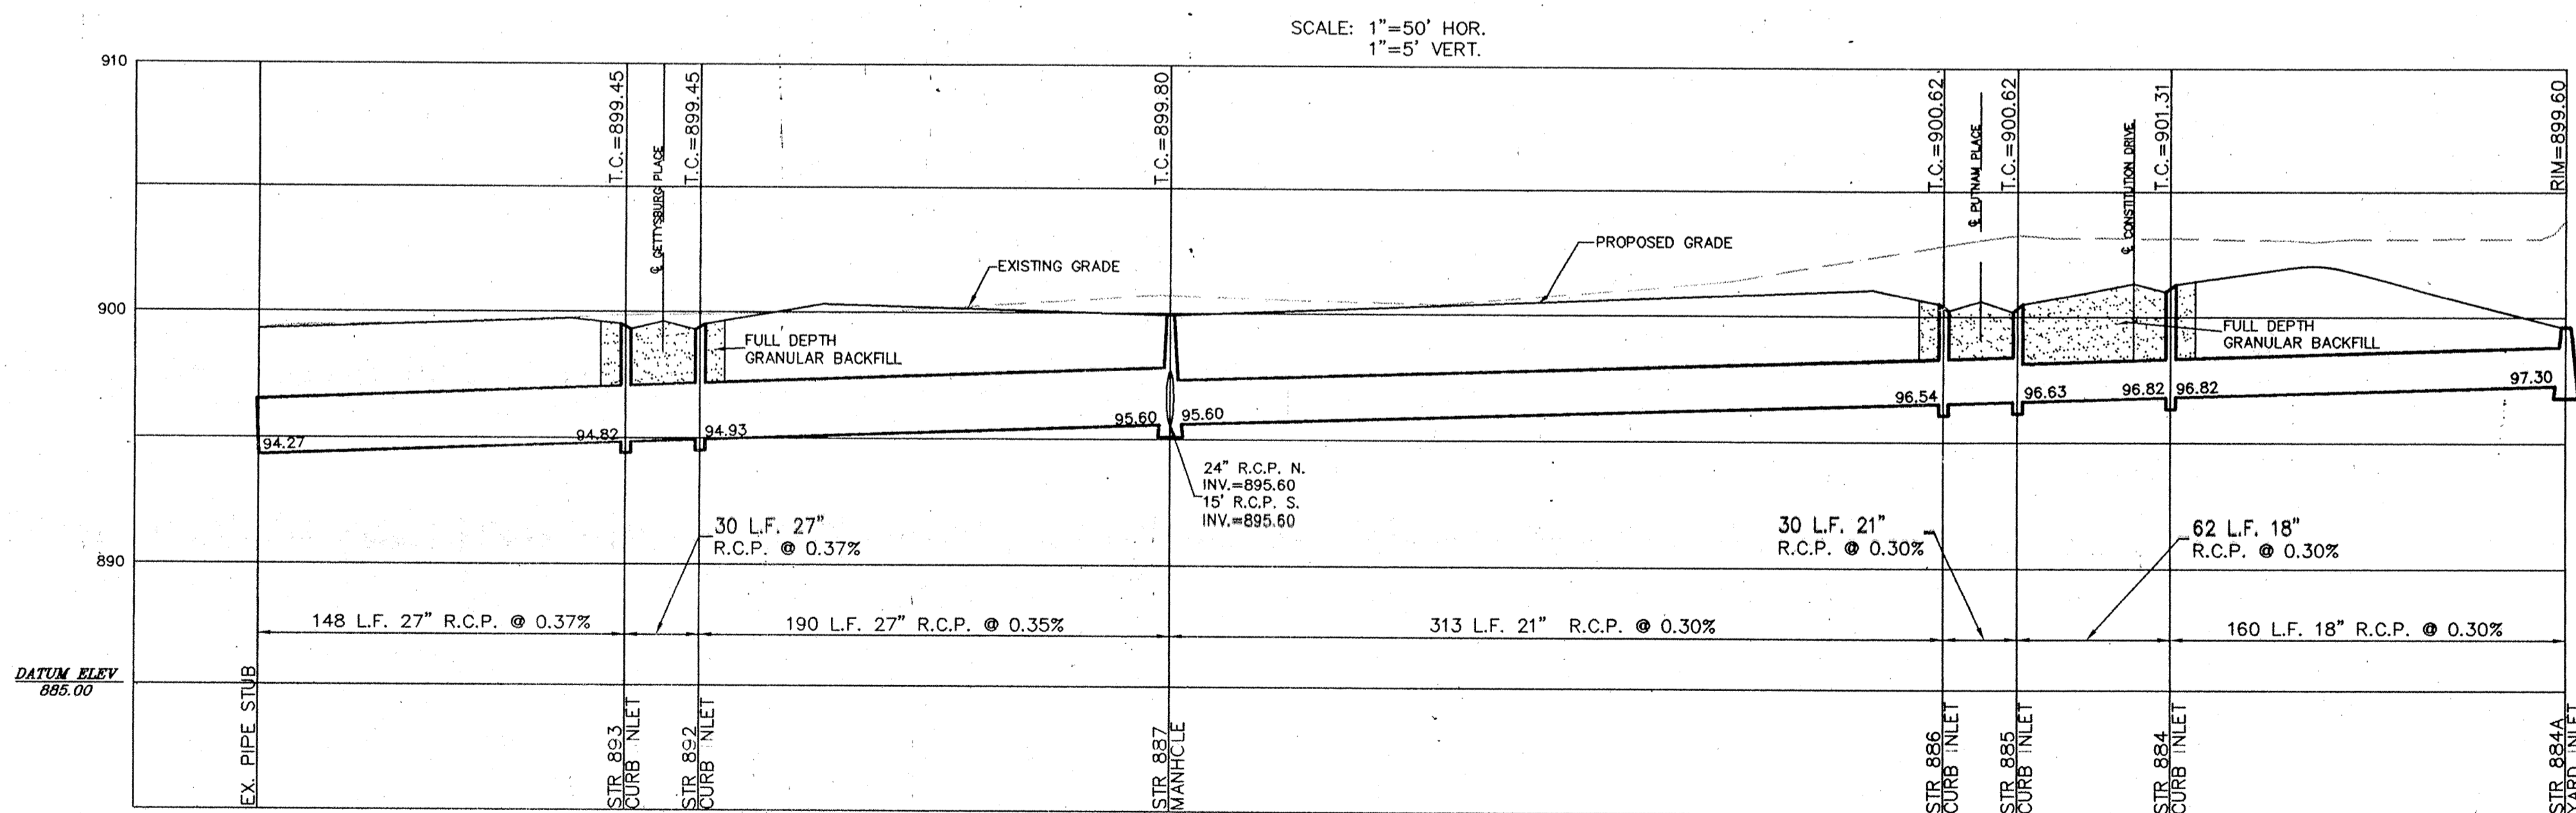 SCALE: 1"=50' HOR.
1"=5' VERT.
910
T.C.=899.45
℄ GETTYSBURG PLACE
T.C.=899.45
T.C.=899.80
T.C.=900.62
℄ PUTNAM PLACE
T.C.=900.62
℄ CONSTITUTION DRIVE
T.C.=901.31
RIM=899.60
EXISTING GRADE
PROPOSED GRADE
900
FULL DEPTH
GRANULAR BACKFILL
FULL DEPTH
GRANULAR BACKFILL
94.27
94.82
94.93
95.60
95.60
96.54
96.63
96.82
96.82
97.30
24" R.C.P. N.
INV.=895.60
15' R.C.P. S.
INV.=895.60
30 L.F. 27"
R.C.P. @ 0.37%
30 L.F. 21"
R.C.P. @ 0.30%
62 L.F. 18"
R.C.P. @ 0.30%
890
148 L.F. 27" R.C.P. @ 0.37%
190 L.F. 27" R.C.P. @ 0.35%
313 L.F. 21" R.C.P. @ 0.30%
160 L.F. 18" R.C.P. @ 0.30%
DATUM ELEV
885.00
EX. PIPE STUB
STR 893
CURB INLET
STR 892
CURB INLET
STR 887
MANHOLE
STR 886
CURB INLET
STR 885
CURB INLET
STR 884
CURB INLET
STR 884A
YARD INLET